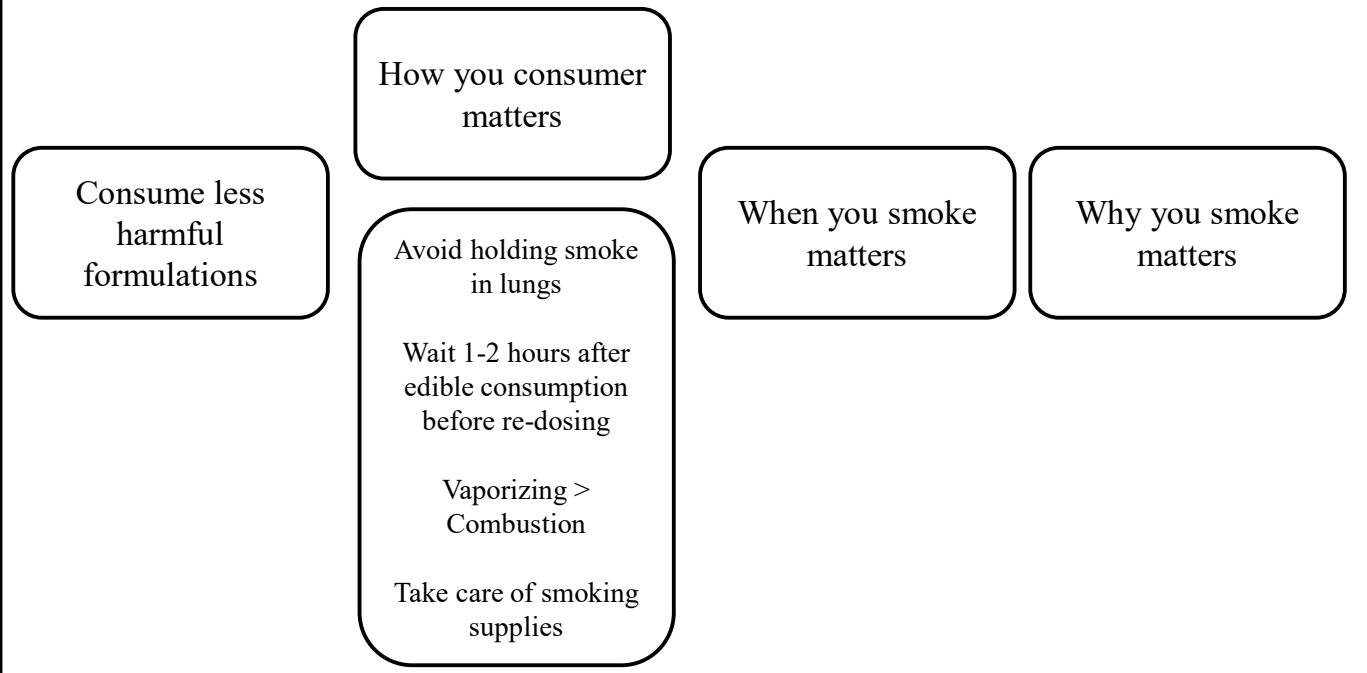 How you consumer
matters
Consume less
harmful
formulations
When you smoke
matters
Why you smoke
matters
Avoid holding smoke
in lungs
Wait 1-2 hours after
edible consumption
before re-dosing
Vaporizing >
Combustion
Take care of smoking
supplies